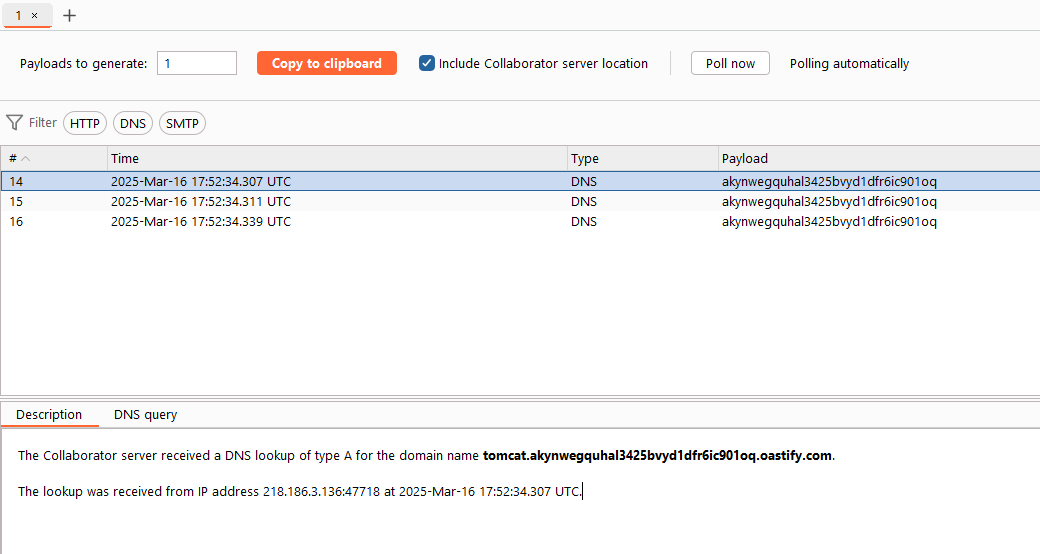 1 ×
Payloads to generate: 1 Copy to clipboard Include Collaborator server location Poll now Polling automatically
Filter HTTP DNS SMTP
# Time Type Payload
14 2025-Mar-16 17:52:34.307 UTC DNS akynwegquhal3425bvyd1dfr6ic901oq
15 2025-Mar-16 17:52:34.311 UTC DNS akynwegquhal3425bvyd1dfr6ic901oq
16 2025-Mar-16 17:52:34.339 UTC DNS akynwegquhal3425bvyd1dfr6ic901oq
Description DNS query
The Collaborator server received a DNS lookup of type A for the domain name tomcat.akynwegquhal3425bvyd1dfr6ic901oq.oastify.com.
The lookup was received from IP address 218.186.3.136:47718 at 2025-Mar-16 17:52:34.307 UTC.